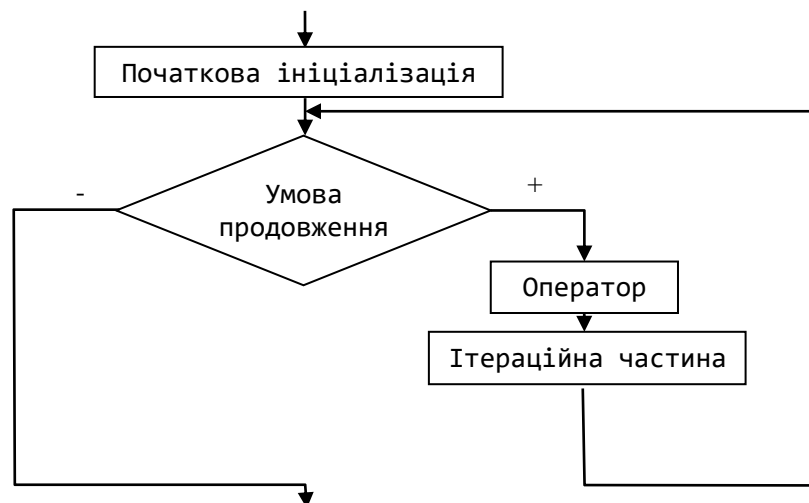 Початкова ініціалізація
-
+
Умова
продовження
Оператор
Ітераційна частина